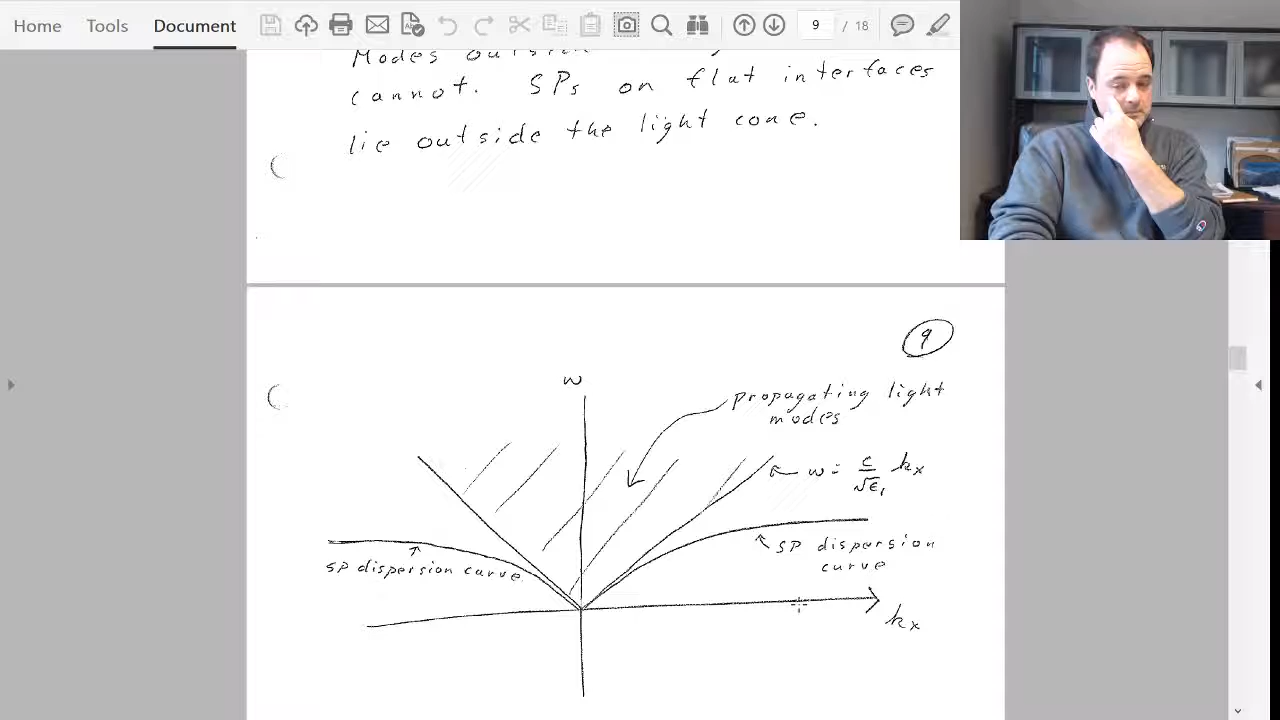 Home Tools Document 9 / 18
Modes
cannot. SPs on flat interfaces
lie outside the light cone.
9
ω
propagating light
modes
ω = c/√ε₁ kx
SP dispersion
curve
SP dispersion curve
kx